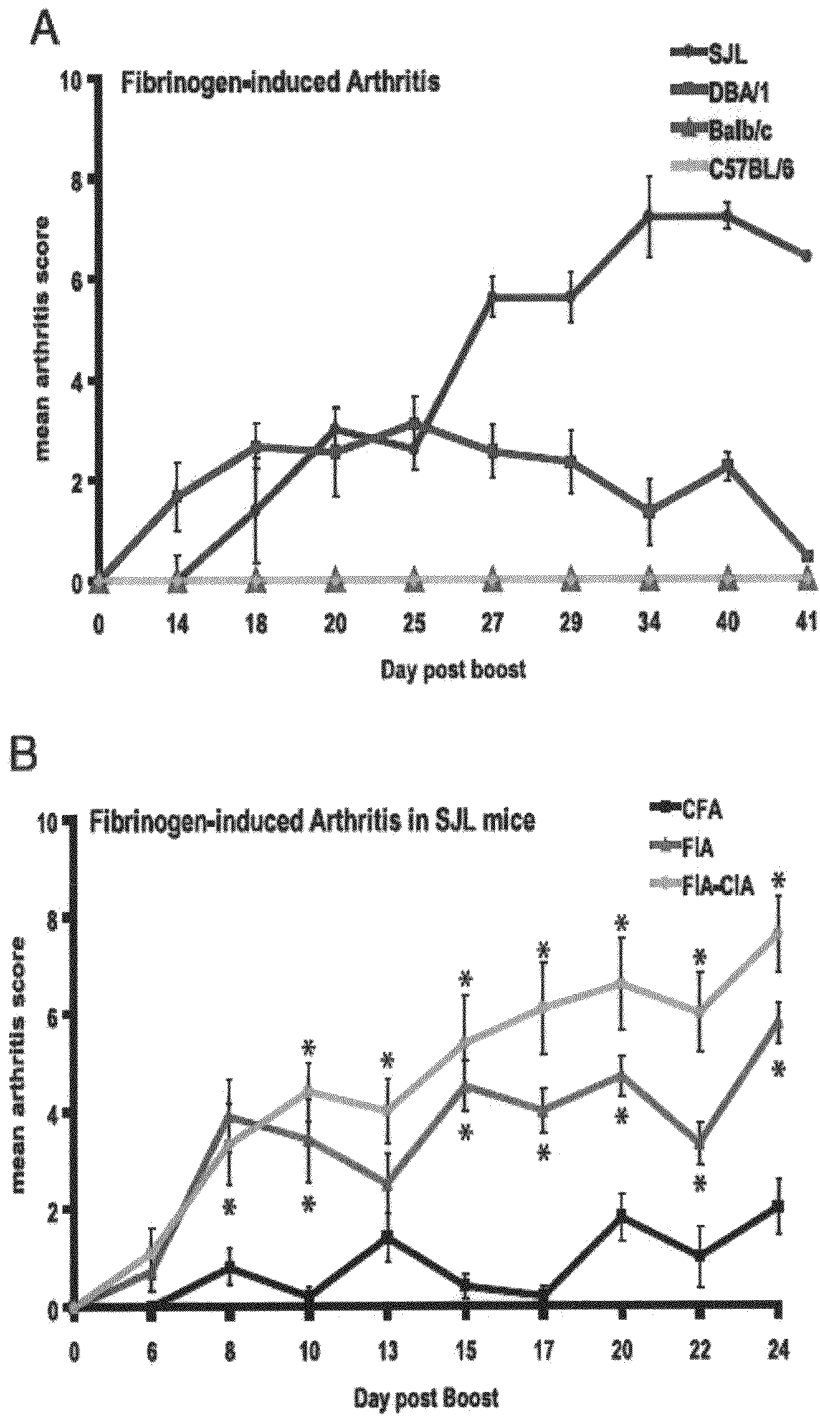 A
Fibrinogen-induced Arthritis
SJL
DBA/1
Balb/c
C57BL/6
10
8
6
4
2
0
mean arthritis score
0 14 18 20 25 27 29 34 40 41
Day post boost
B
Fibrinogen-induced Arthritis in SJL mice
CFA
FIA
FIA-CIA
10
8
6
4
2
0
mean arthritis score
* * * * * * *
* * * * * * * *
0 6 8 10 13 15 17 20 22 24
Day post Boost